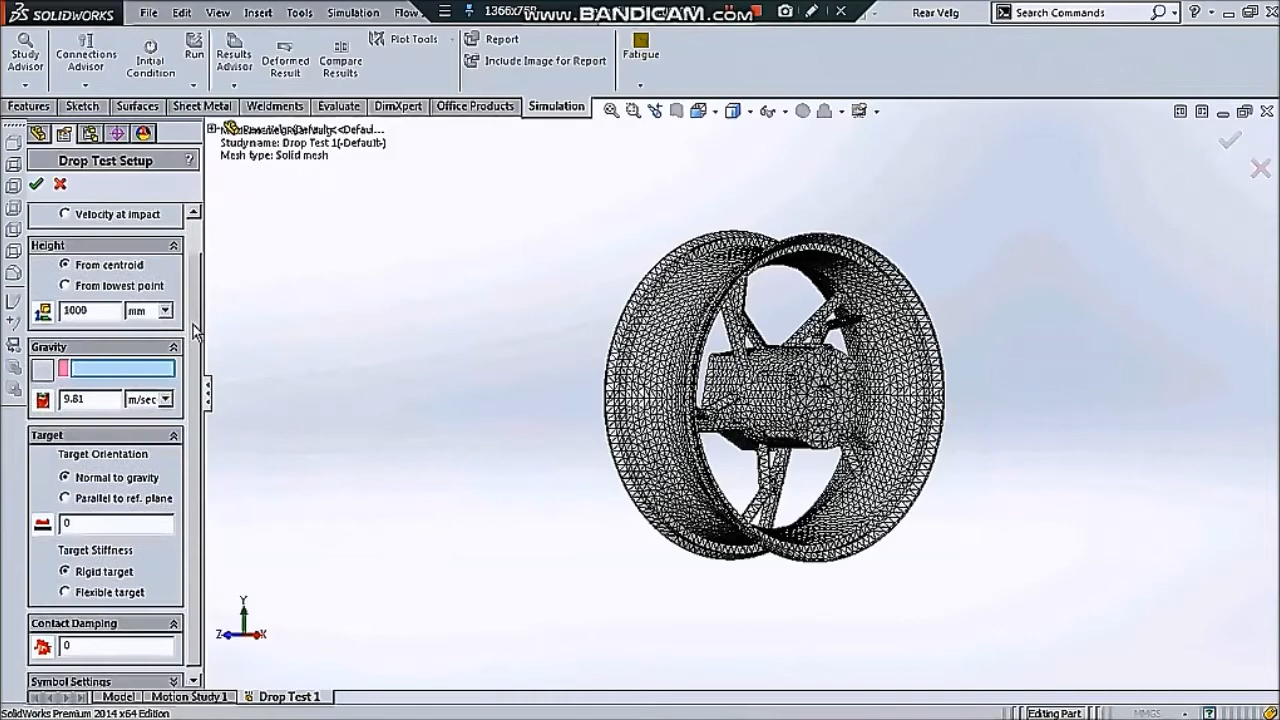 SOLIDWORKS File Edit View Insert Tools Simulation Flow 1366x768 www.BANDICAM.com Rear Velg Search Commands
Study Advisor
Connections Advisor
Initial Condition
Run
Results Advisor
Deformed Result
Compare Results
Plot Tools
Report
Include Image for Report
Fatigue
Features Sketch Surfaces Sheet Metal Weldments Evaluate DimXpert Office Products Simulation
Study name: Drop Test 1(-Default-)
Mesh type: Solid mesh
Drop Test Setup ?
Velocity at impact
Height
From centroid
From lowest point
1000 mm
Gravity
9.81 m/sec
Target
Target Orientation
Normal to gravity
Parallel to ref. plane
0
Target Stiffness
Rigid target
Flexible target
Contact Damping
0
Symbol Settings
Y
Z X
Model Motion Study 1 Drop Test 1
SolidWorks Premium 2014 x64 Edition Editing Part MMGS